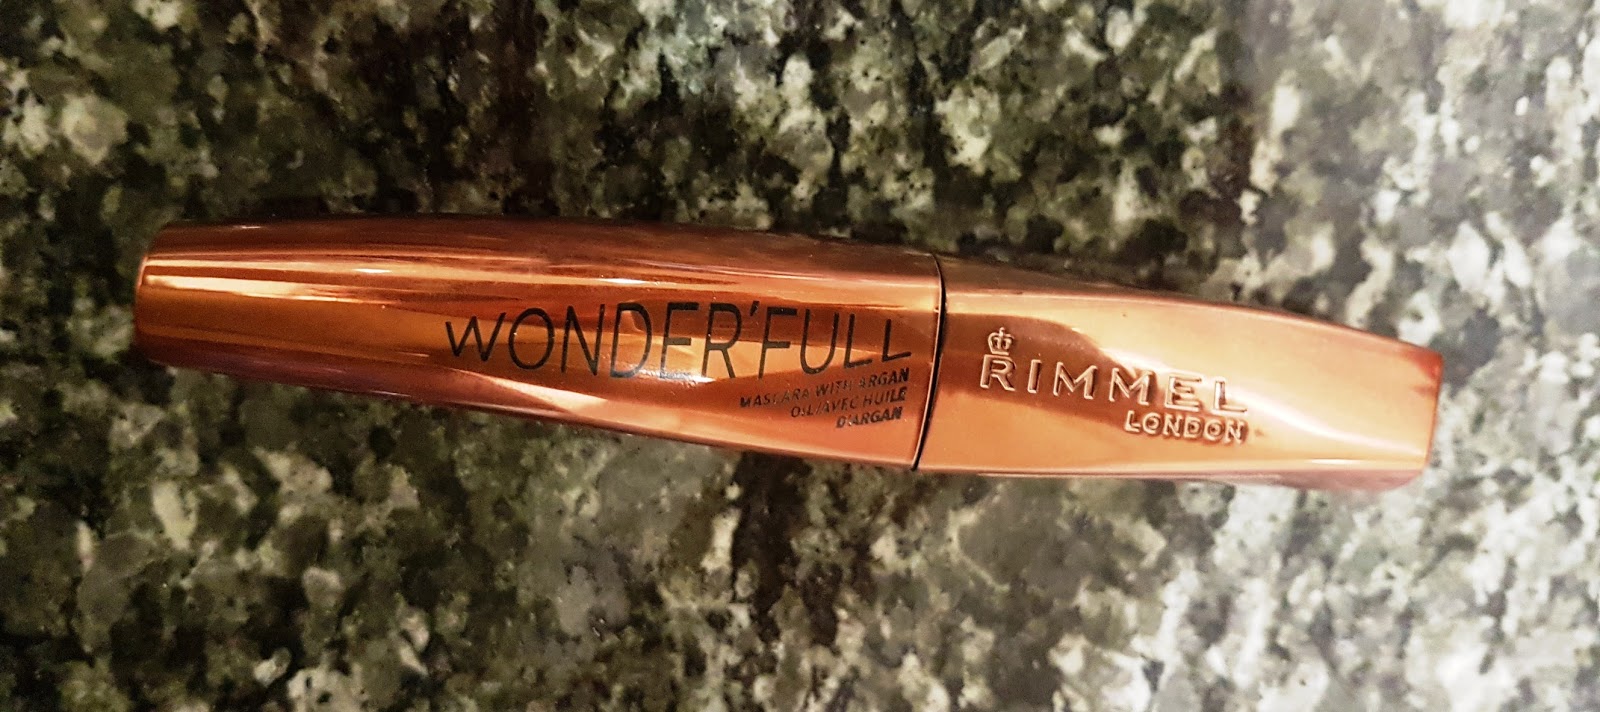 WONDER'FULL
MASCARA WITH ARGAN
OIL/AVEC HUILE
D'ARGAN
RIMMEL
LONDON